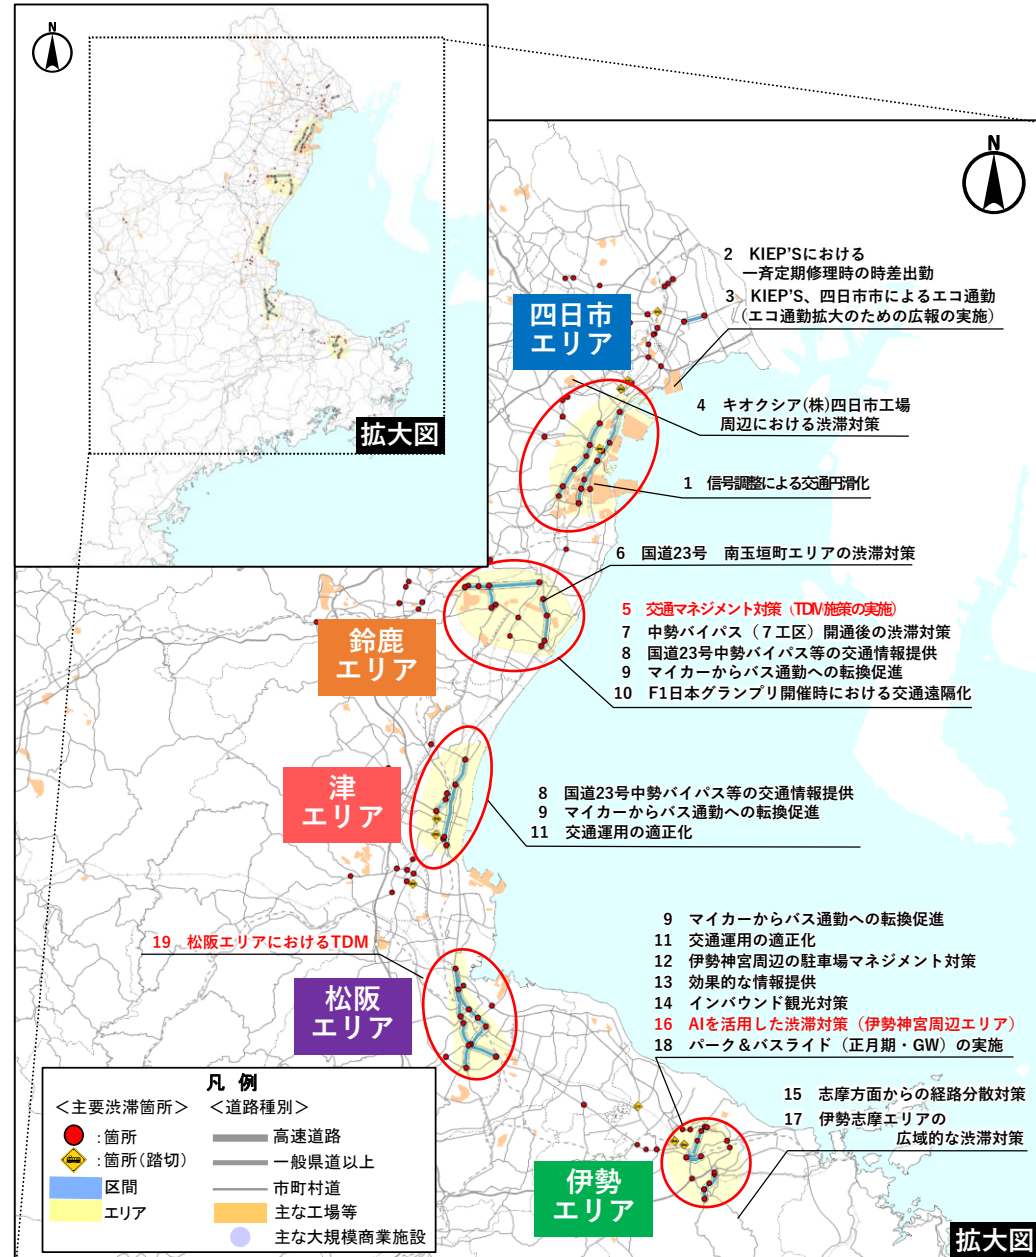 N
拡大図
N
2 KIEP'Sにおける
一斉定期修理時の時差出勤
3 KIEP'S、四日市市によるエコ通勤
（エコ通勤拡大のための広報の実施）
四日市
エリア
4 キオクシア(株)四日市工場
周辺における渋滞対策
1 信号調整による交通円滑化
6 国道23号 南玉垣町エリアの渋滞対策
鈴鹿
エリア
5 交通マネジメント対策（TDM施策の実施）
7 中勢バイパス（７工区）開通後の渋滞対策
8 国道23号中勢バイパス等の交通情報提供
9 マイカーからバス通勤への転換促進
10 F1日本グランプリ開催時における交通遠隔化
津
エリア
8 国道23号中勢バイパス等の交通情報提供
9 マイカーからバス通勤への転換促進
11 交通運用の適正化
19 松阪エリアにおけるTDM
松阪
エリア
9 マイカーからバス通勤への転換促進
11 交通運用の適正化
12 伊勢神宮周辺の駐車場マネジメント対策
13 効果的な情報提供
14 インバウンド観光対策
16 AIを活用した渋滞対策（伊勢神宮周辺エリア）
18 パーク＆バスライド（正月期・GW）の実施
15 志摩方面からの経路分散対策
17 伊勢志摩エリアの
広域的な渋滞対策
伊勢
エリア
凡 例
＜主要渋滞箇所＞ ＜道路種別＞
:箇所 高速道路
:箇所(踏切) 一般県道以上
区間 市町村道
エリア 主な工場等
主な大規模商業施設
拡大図